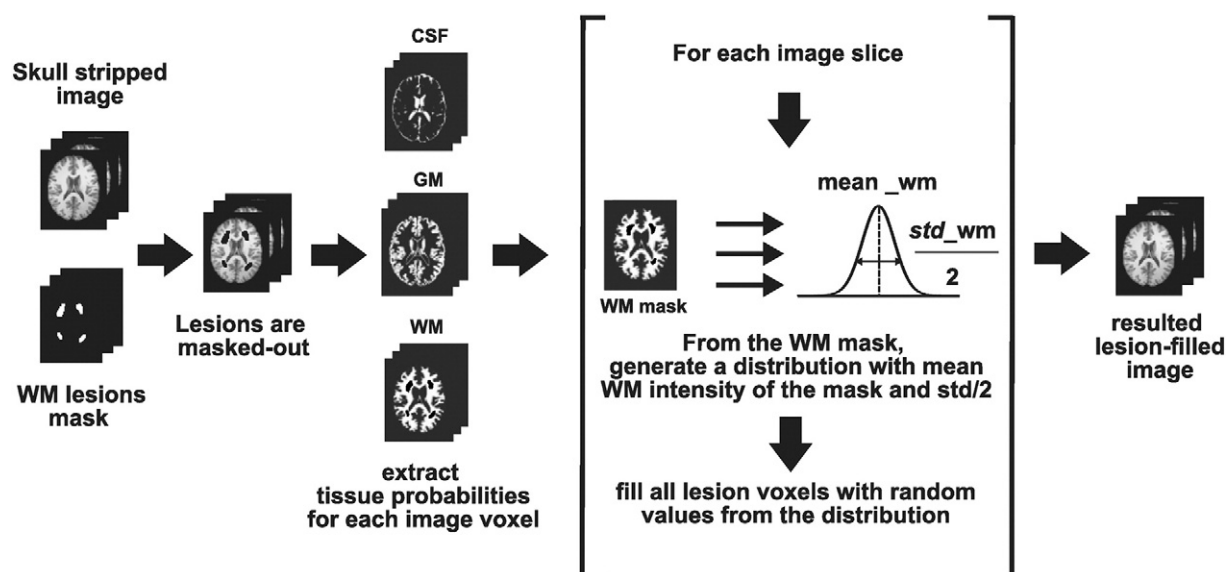 Skull stripped
image
WM lesions
mask
Lesions are
masked-out
CSF
GM
WM
extract
tissue probabilities
for each image voxel
For each image slice
WM mask
mean _wm
std_wm
2
From the WM mask,
generate a distribution with mean
WM intensity of the mask and std/2
fill all lesion voxels with random
values from the distribution
resulted
lesion-filled
image